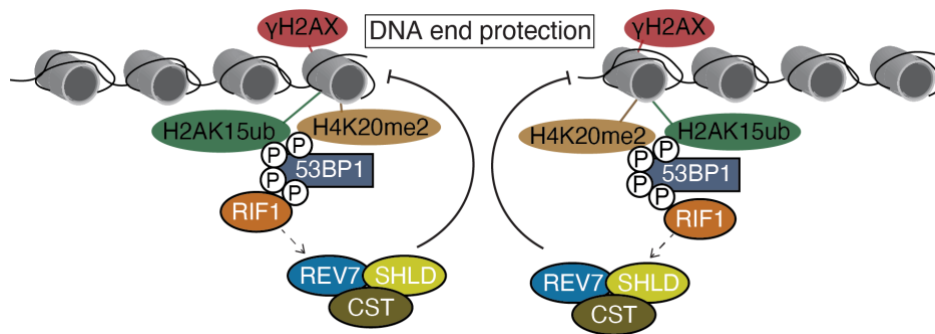 γH2AX
DNA end protection
γH2AX
H2AK15ub
H4K20me2
P
P
53BP1
P
P
RIF1
REV7
SHLD
CST
H4K20me2
H2AK15ub
P
P
53BP1
P
P
RIF1
REV7
SHLD
CST